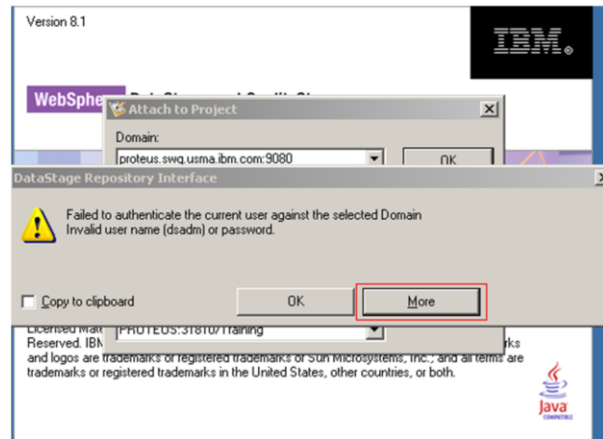 Version 8.1
IBM
WebSphe
Attach to Project
Domain:
proteus.swg.usma.ibm.com:9080
OK
DataStage Repository Interface
Failed to authenticate the current user against the selected Domain
Invalid user name (dsadm) or password.
Copy to clipboard
OK
More
Licensed Mate
PROTEUS:31810/Training
Reserved. IBM
rks
and logos are trademarks or registered trademarks of Sun Microsystems, Inc.; and all terms are
trademarks or registered trademarks in the United States, other countries, or both.
Java
COMPATIBLE